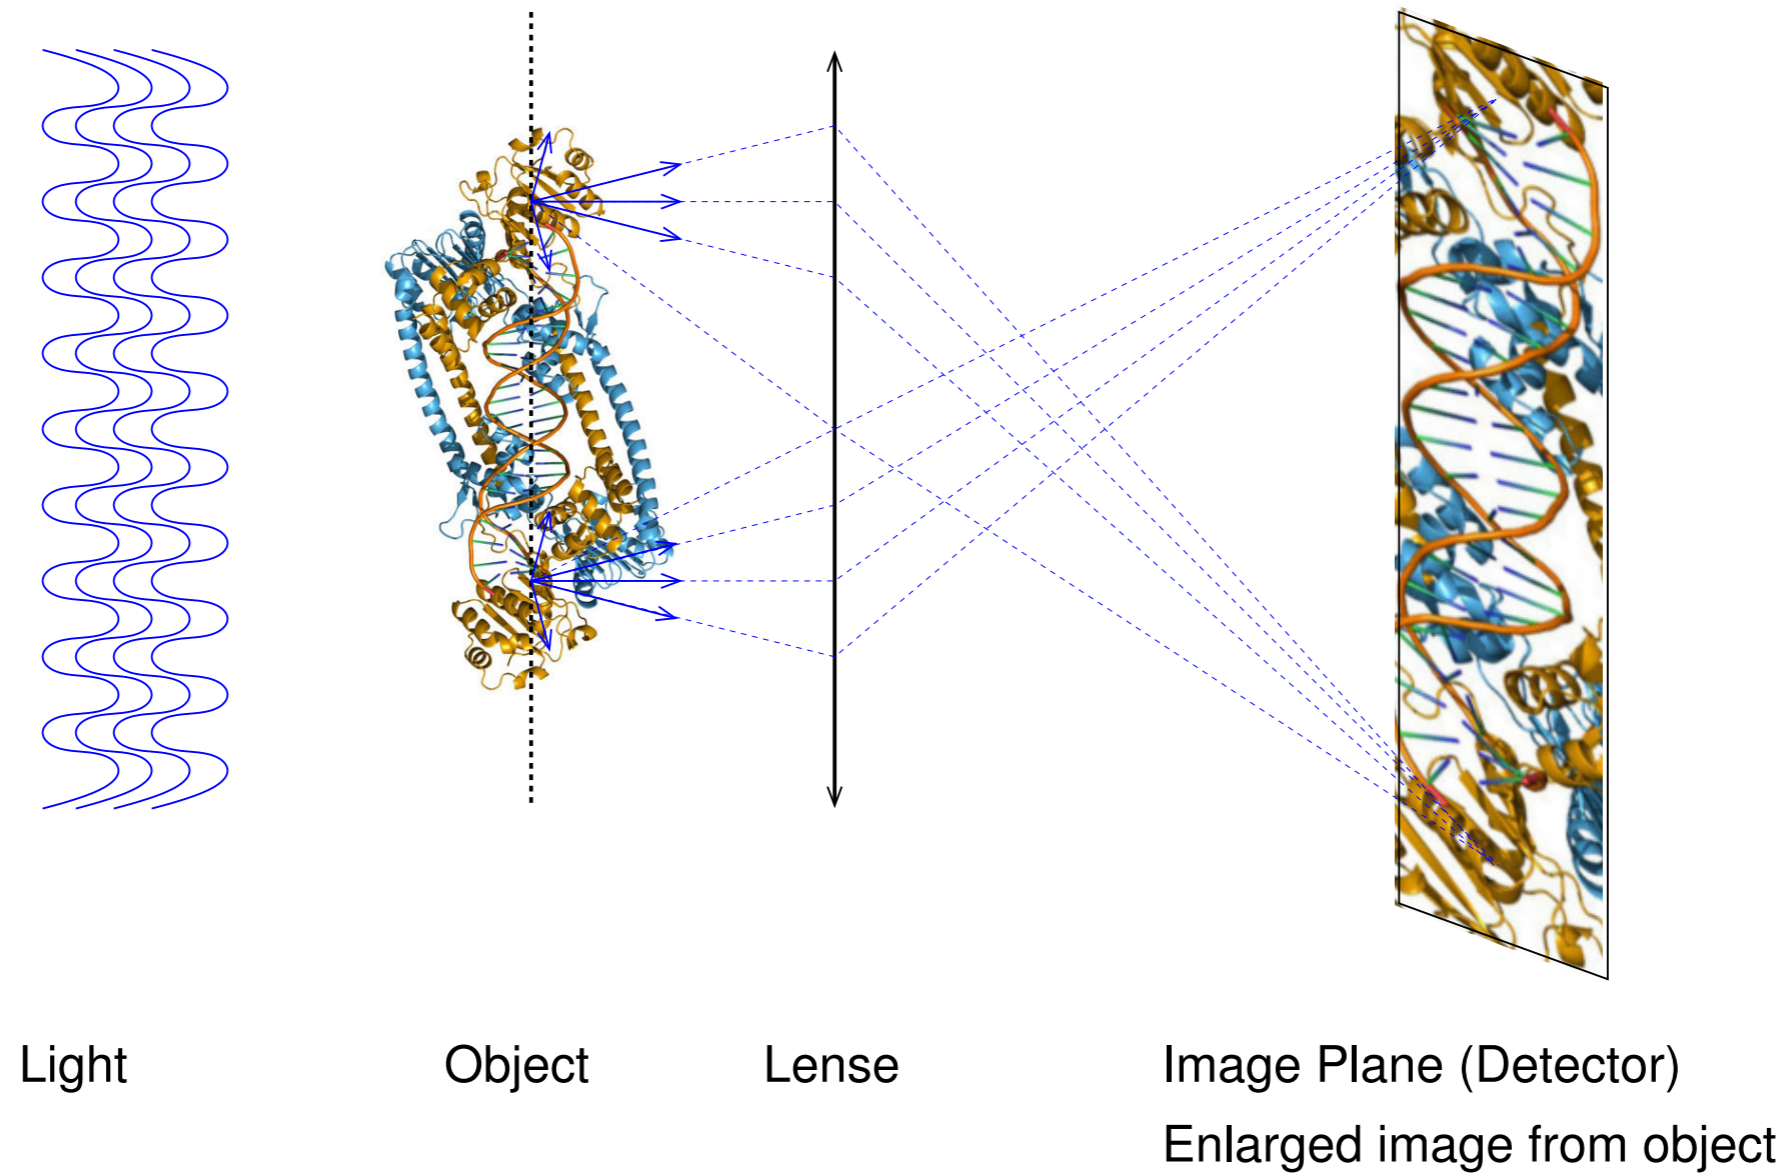 Light
Object
Lense
Image Plane (Detector)
Enlarged image from object